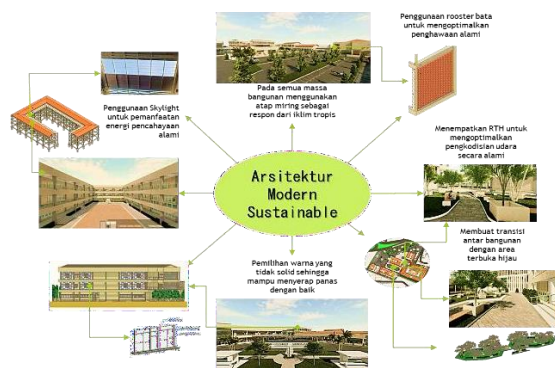 Penggunaan rooster bata
untuk mengoptimalkan
penghawaan alami
Penggunaan Skylight
untuk pemanfaatan
energi pencahayaan
alami
Pada semua massa
bangunan menggunakan
atap miring sebagai
respon dari iklim tropis
Menempatkan RTH untuk
mengoptimalkan
pengkodisian udara
secara alami
Arsitektur
Modern
Sustainable
Membuat transisi
antar bangunan dengan
area terbuka hijau
Pemilihan warna yang
tidak solid sehingga
mampu menyerap panas
dengan baik